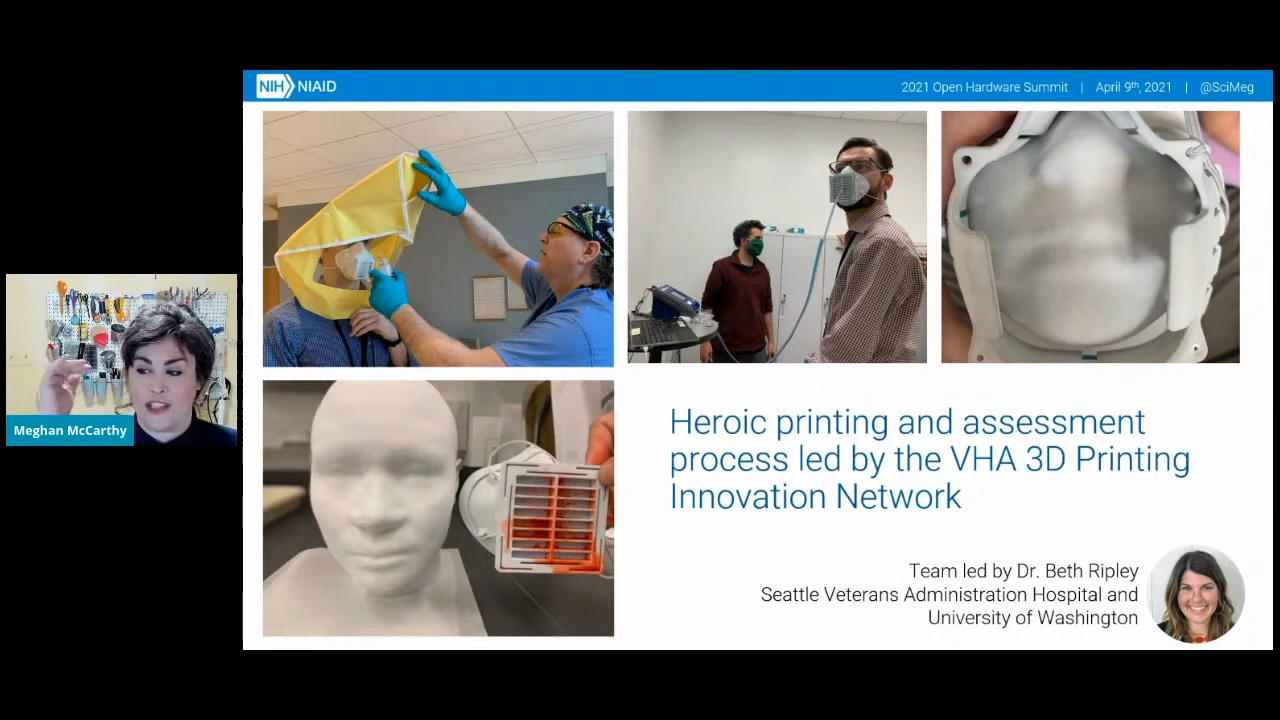 NIH NIAID
2021 Open Hardware Summit | April 9th, 2021 | @SciMeg
Meghan McCarthy
Heroic printing and assessment
process led by the VHA 3D Printing
Innovation Network
Team led by Dr. Beth Ripley
Seattle Veterans Administration Hospital and
University of Washington